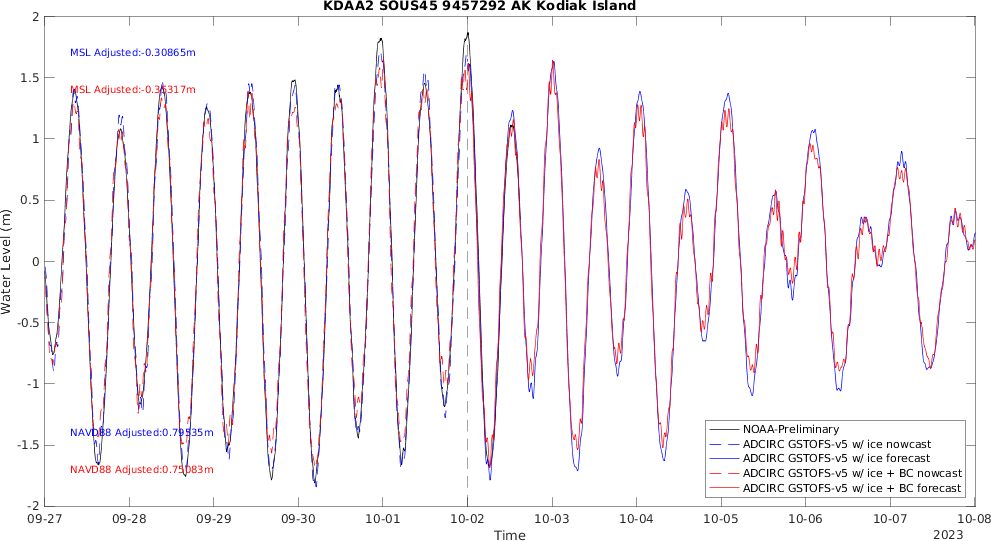 KDAA2 SOUS45 9457292 AK Kodiak Island
2
1.5
1
0.5
0
-0.5
-1
-1.5
-2
Water Level (m)
MSL Adjusted:-0.30865m
MSL Adjusted:-0.35317m
NAVD88 Adjusted:0.79535m
NAVD88 Adjusted:0.75083m
NOAA-Preliminary
ADCIRC GSTOFS-v5 w/ ice nowcast
ADCIRC GSTOFS-v5 w/ ice forecast
ADCIRC GSTOFS-v5 w/ ice + BC nowcast
ADCIRC GSTOFS-v5 w/ ice + BC forecast
09-27 09-28 09-29 09-30 10-01 10-02 10-03 10-04 10-05 10-06 10-07 10-08
Time
2023